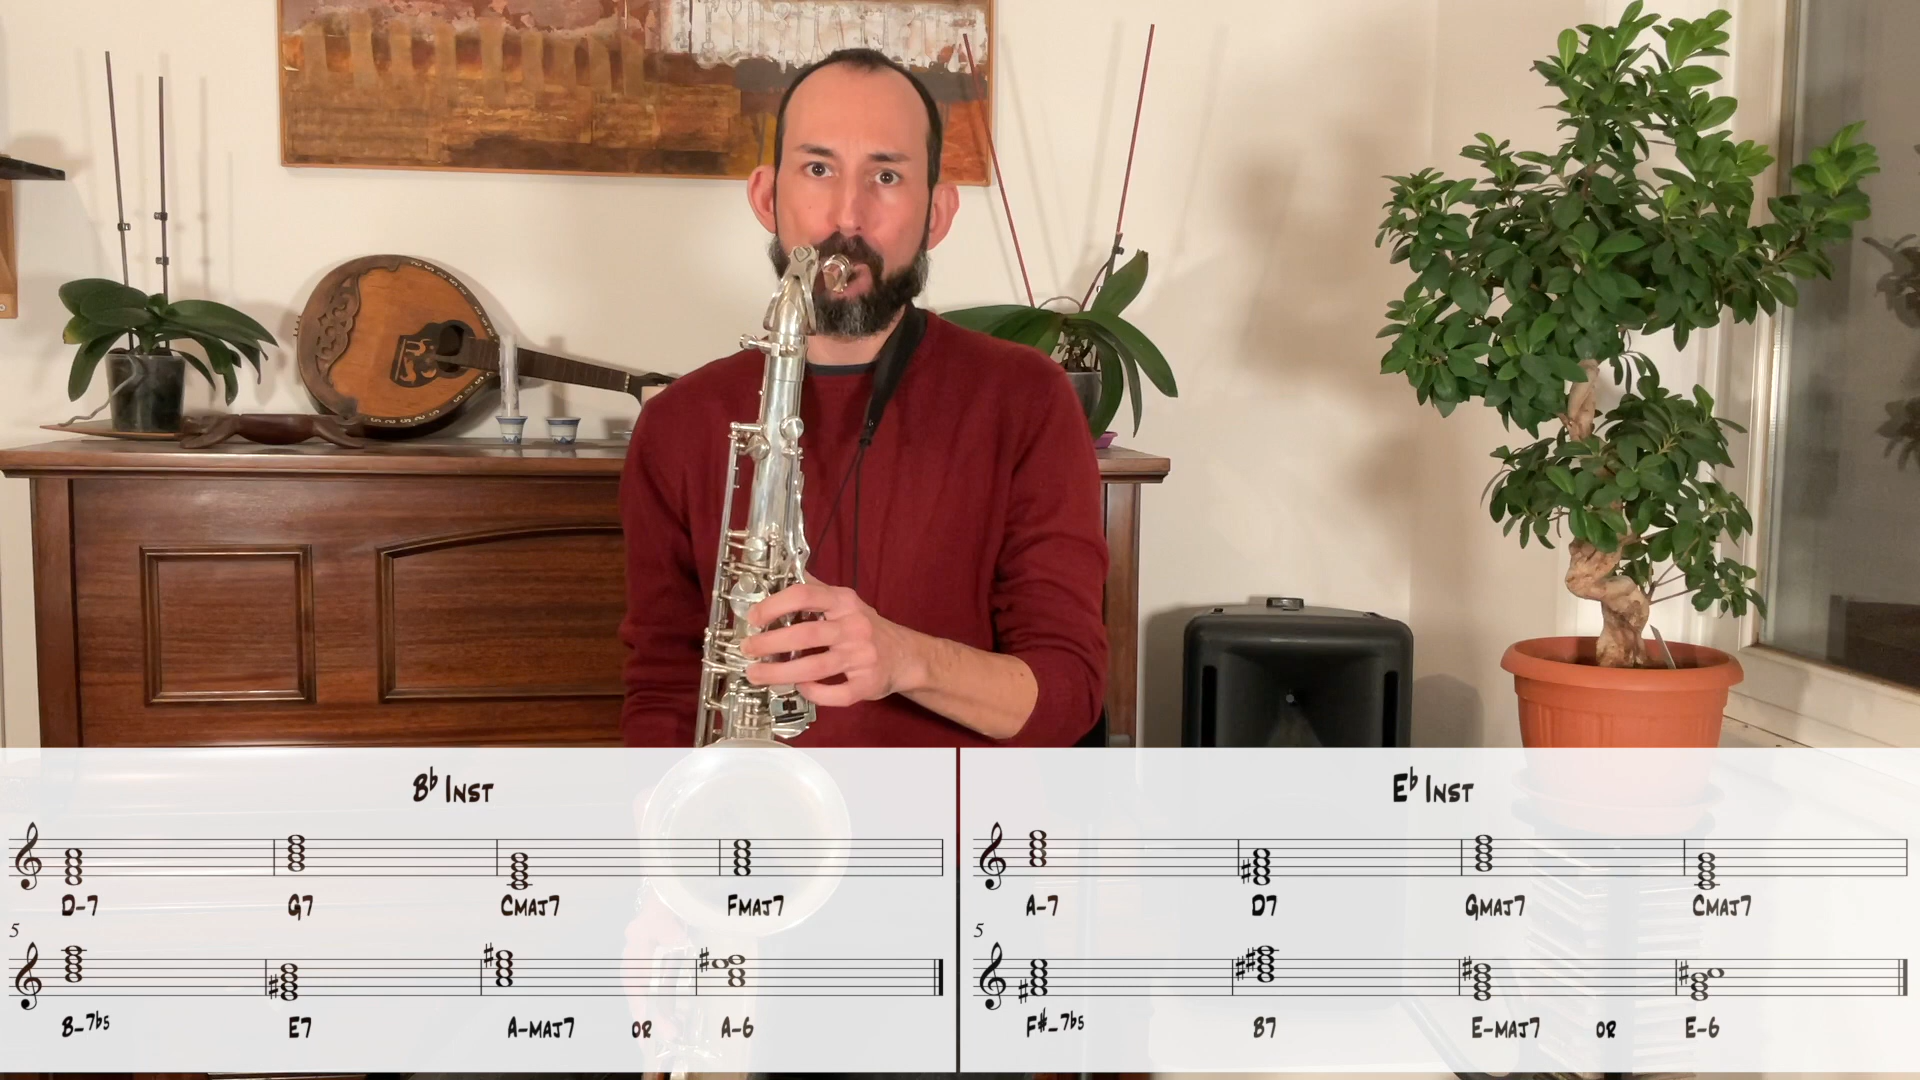 B♭ Inst
D-7 G7 Cmaj7 Fmaj7
5
B-7b5 E7 A-maj7 or A-6
E♭ Inst
A-7 D7 Gmaj7 Cmaj7
5
F#-7b5 B7 E-maj7 or E-6